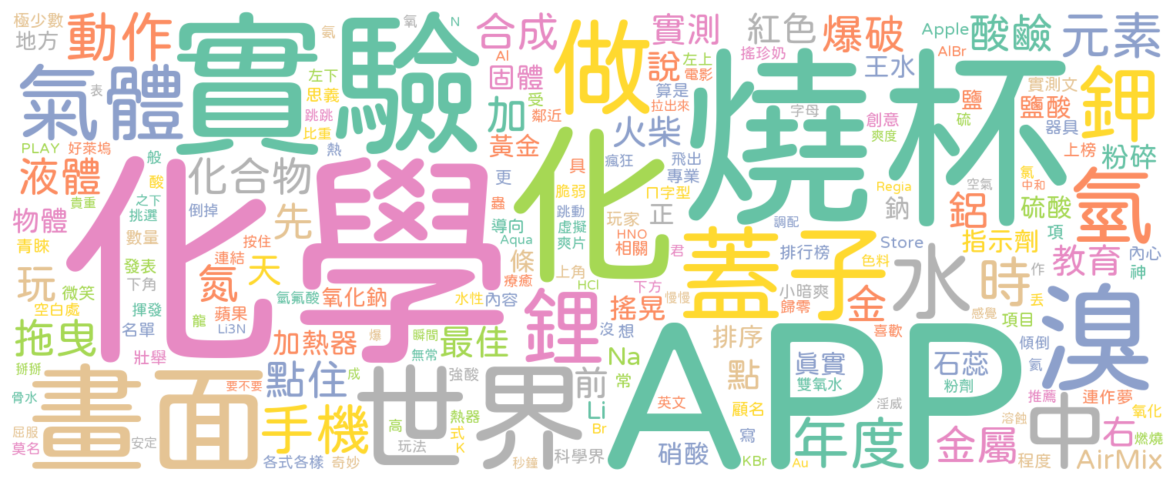 極少數
地方
動作
實驗
氨
氧
N
合成
Al
做
實測
左上
電影
搖珍奶
紅色
爆破
Apple
AlBr
酸鹼
元素
氣體
表
左下
思義
跳跳
比重
固體
加
受
鄰近
說
算是
拉出來
燒杯
字母
王水
創意
爽度
鹽
硫
實測文
鹽酸
器具
上榜
鉀
粉碎
PLAY
好萊塢
熱
黃金
火柴
瘋狂
飛出
專業
液體
般
酸
貴重
之下
挑選
化學
化合物
倒掉
更
具
蟲
脆弱
化
ㄇ字型
Regia
空氣
氯
中和
鋁
硫酸
氫
物體
青睞
數量
先
導向
Aqua
跳動
虛擬
爽片
玩家
HNO
相關
正
君
調配
鈉
項
排行榜
Store
指示劑
教育
內心
神
玩
微笑
空白處
發表
下角
揮發
名單
按住
連結
氮
蘋果
Li3N
天
龍
氫氟酸
氧化鈉
療癒
水性
條
內容
上角
HCl
下方
慢慢
蓋子
小暗爽
歸零
色料
金
喜歡
水
時
感覺
作
丟
項目
傾倒
氦
溴
拖曳
壯舉
加熱器
爆
瞬間
無常
最佳
鋰
沒
想
搖晃
Na
常
排序
真實
雙氧水
石蕊
粉劑
掰掰
骨水
屈服
莫名
畫面
安定
要不要
點住
成
手機
各式各樣
奇妙
世界
強酸
高
熱器
式
K
玩法
秒鐘
前
Li
Br
科學界
英文
硝酸
APP
點
顧名
寫
KBr
淫威
年度
Au
推薦
溶蝕
金屬
中
連作夢
右
氧化
燃燒
程度
AirMix